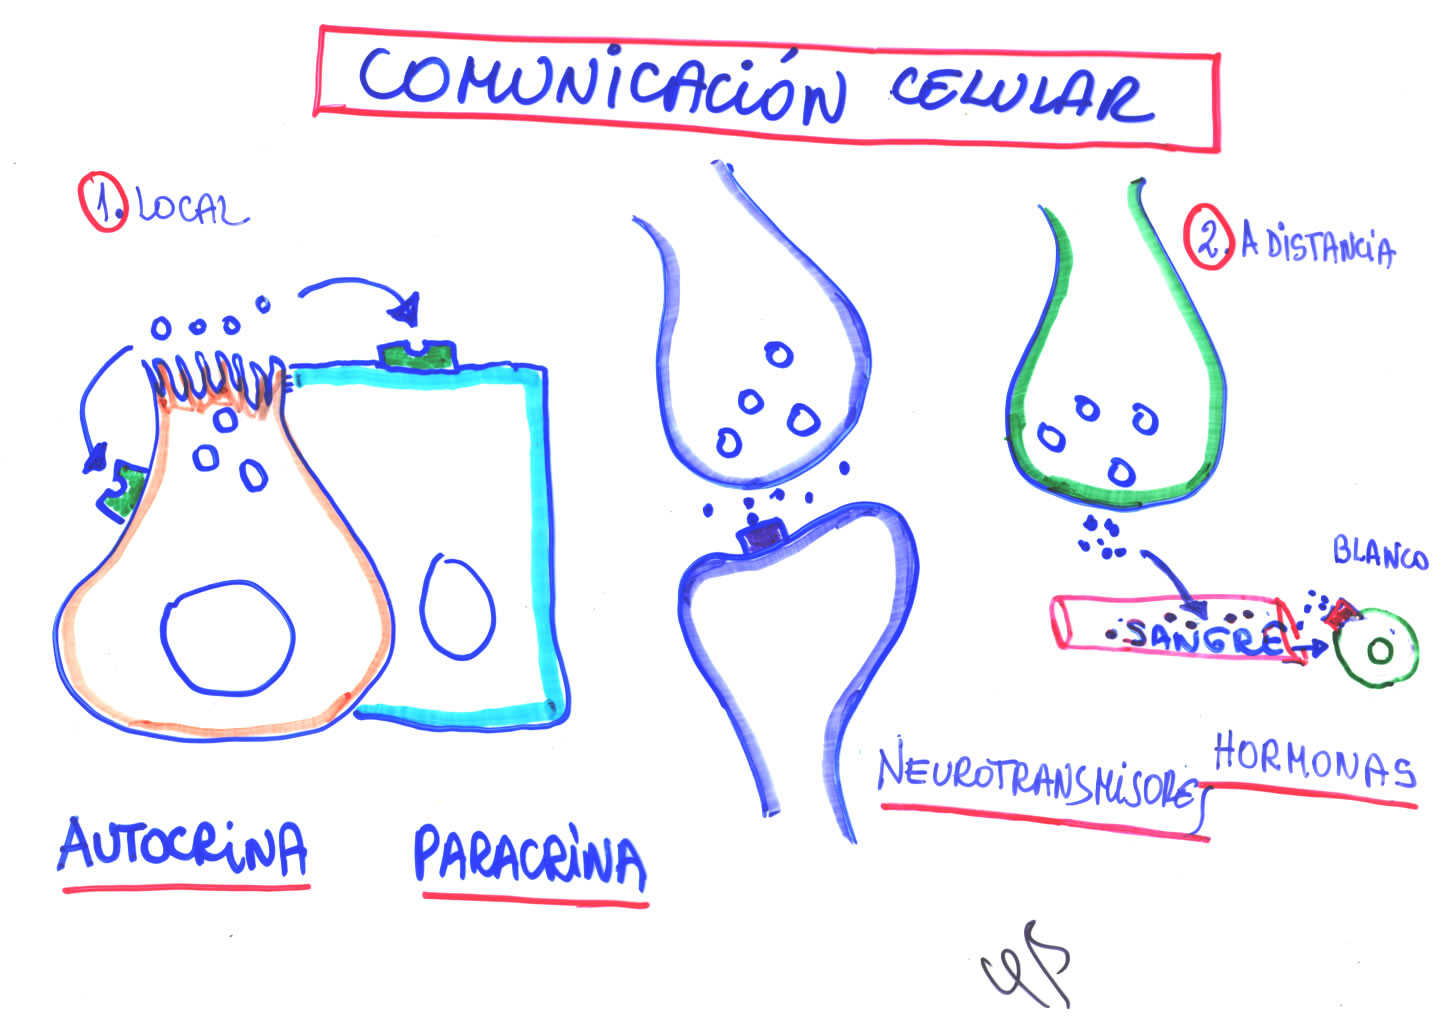 COMUNICACIÓN CELULAR
1. LOCAL
2. A DISTANCIA
BLANCO
SANGRE
NEUROTRANSMISORES
HORMONAS
AUTOCRINA
PARACRINA